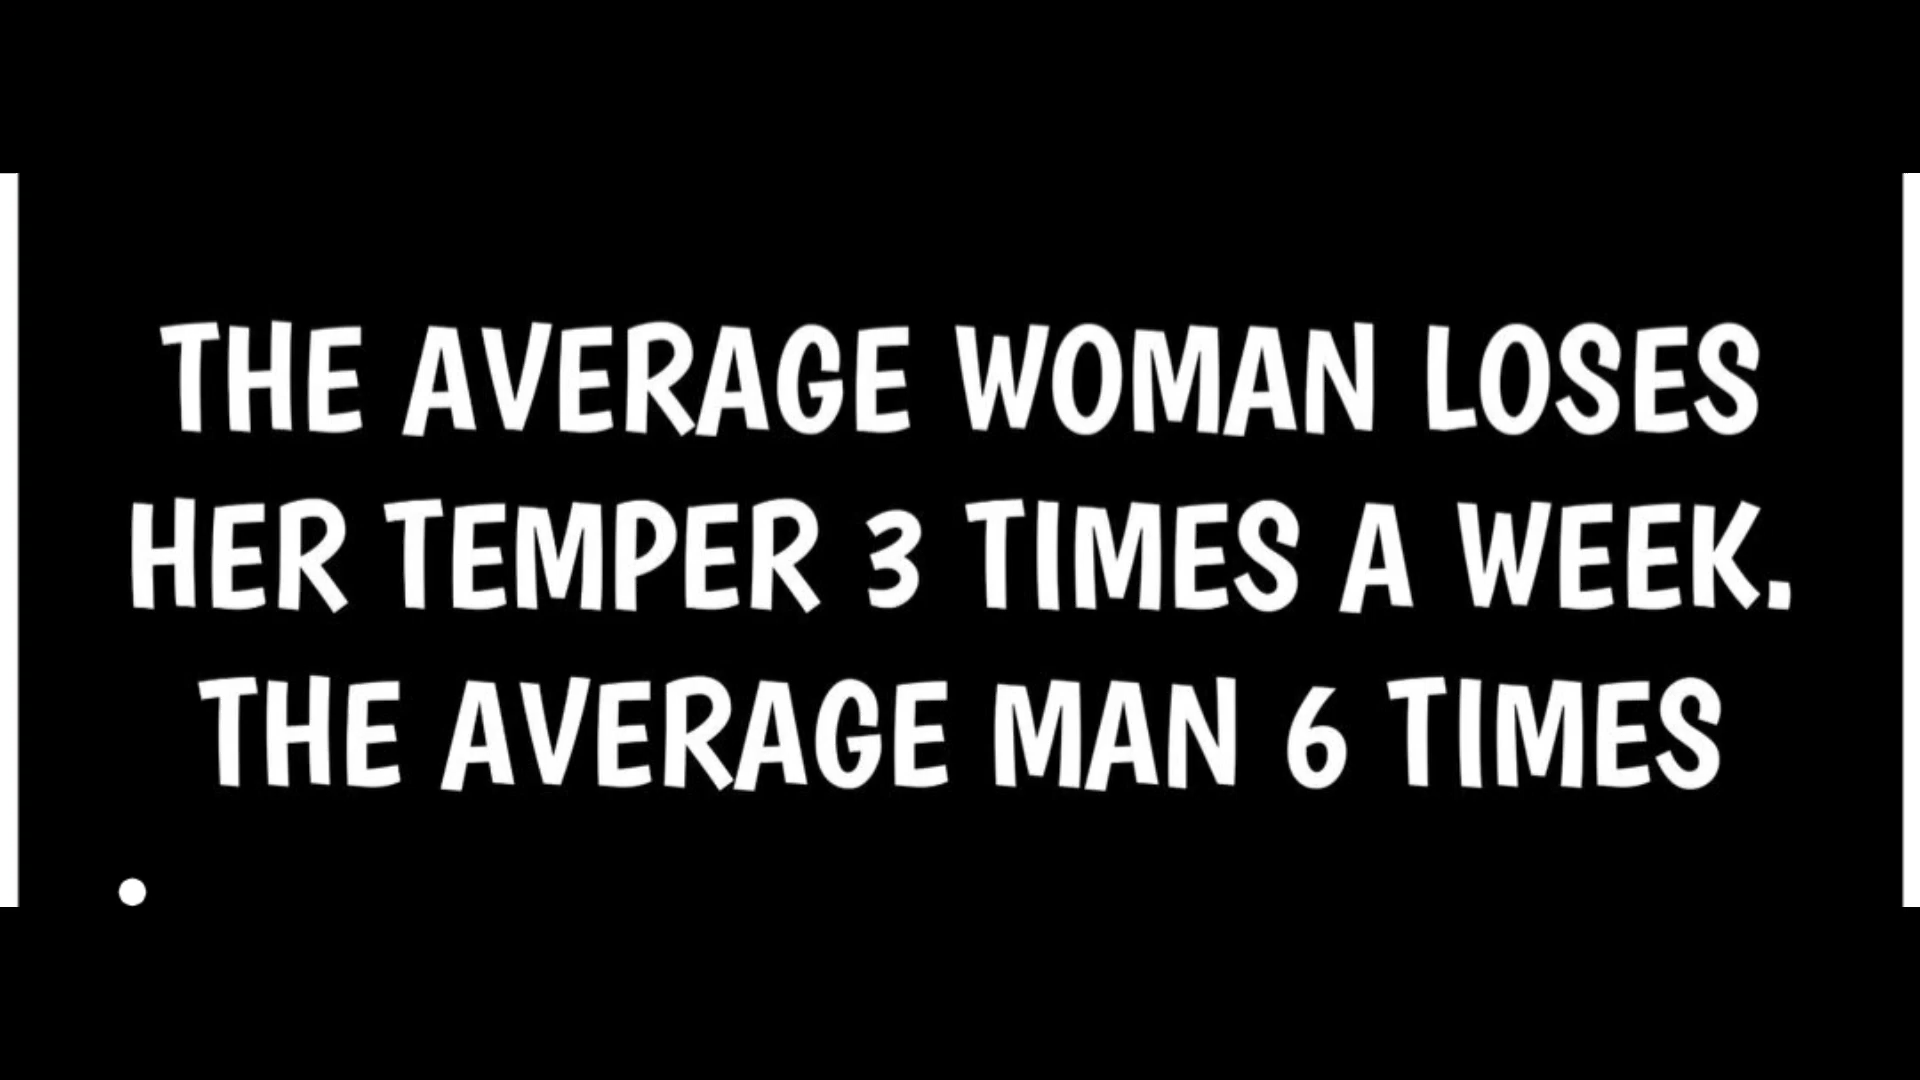 THE AVERAGE WOMAN LOSES
HER TEMPER 3 TIMES A WEEK.
THE AVERAGE MAN 6 TIMES
.